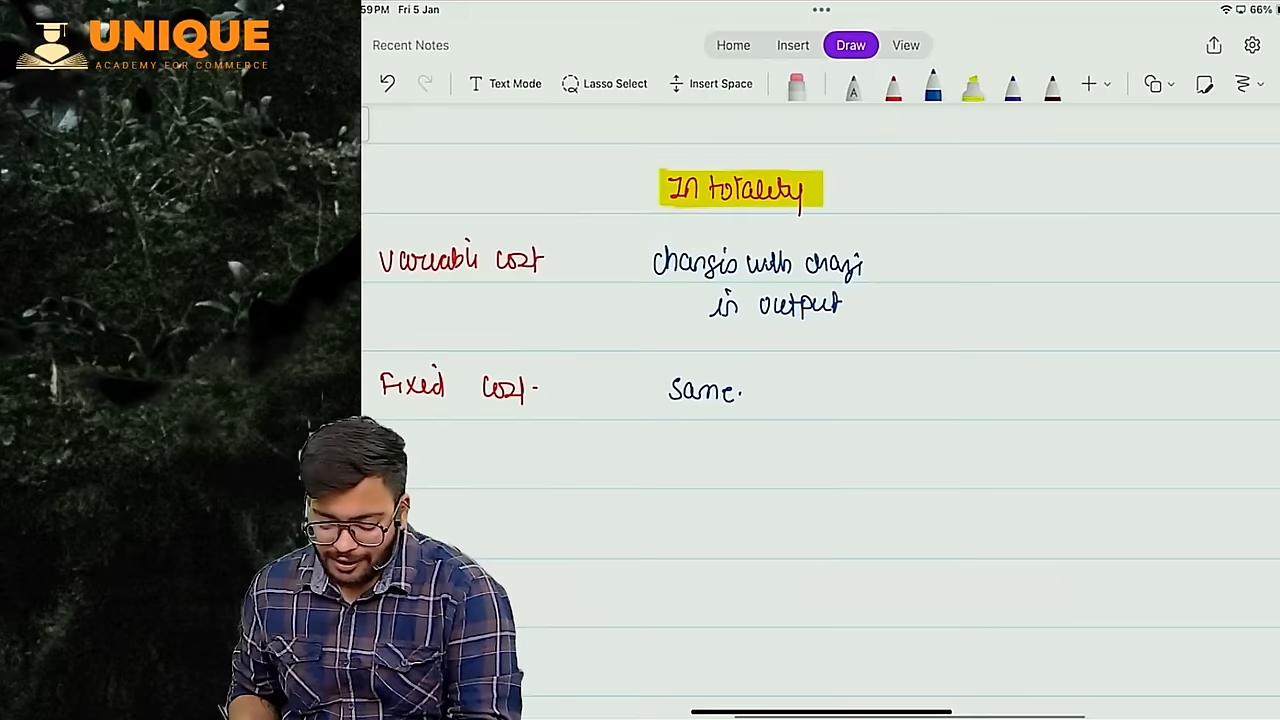 59PM Fri 5 Jan
66%
UNIQUE
ACADEMY FOR COMMERCE
Recent Notes
Home Insert Draw View
Text Mode Lasso Select Insert Space
A
In totality
Variable cost changes with change
in output
Fixed cost. same.